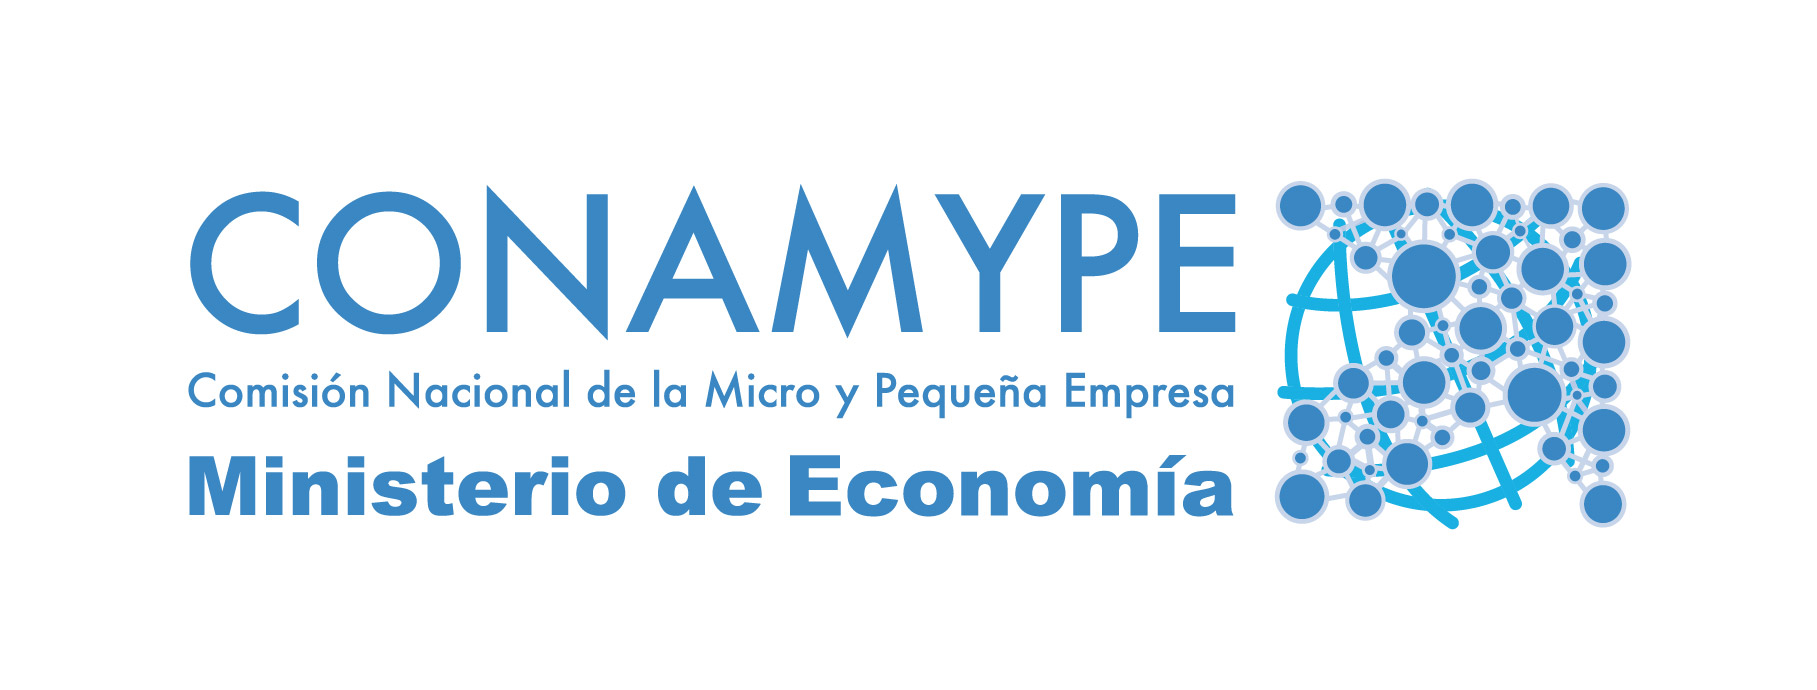 CONAMYPE
Comisión Nacional de la Micro y Pequeña Empresa
Ministerio de Economía